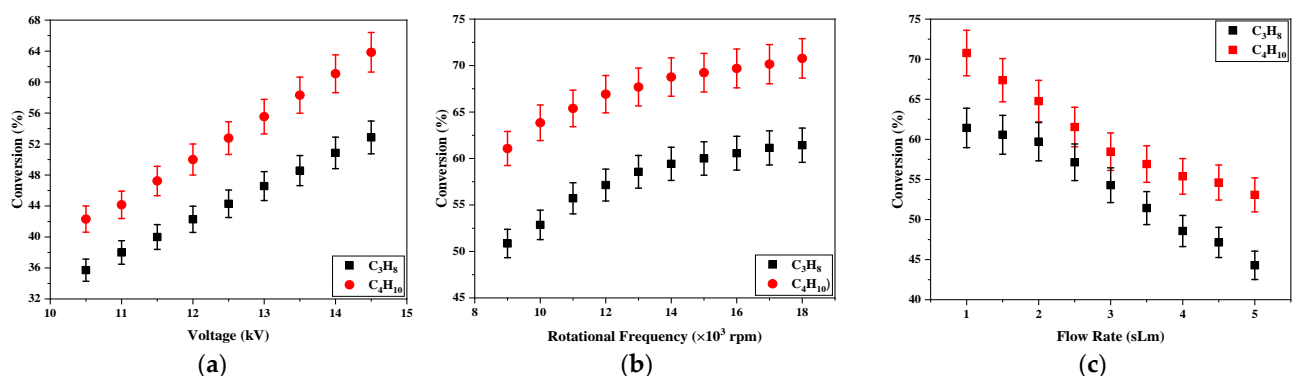 68
64
60
56
52
48
44
40
36
32
Conversion (%)
C₃H₈
C₄H₁₀
10 11 12 13 14 15
Voltage (kV)
(a)
75
70
65
60
55
50
45
Conversion (%)
C₃H₈
C₄H₁₀)
8 10 12 14 16 18
Rotational Frequency (×10³ rpm)
(b)
75
70
65
60
55
50
45
40
Conversion (%)
C₃H₈
C₄H₁₀
1 2 3 4 5
Flow Rate (sLm)
(c)